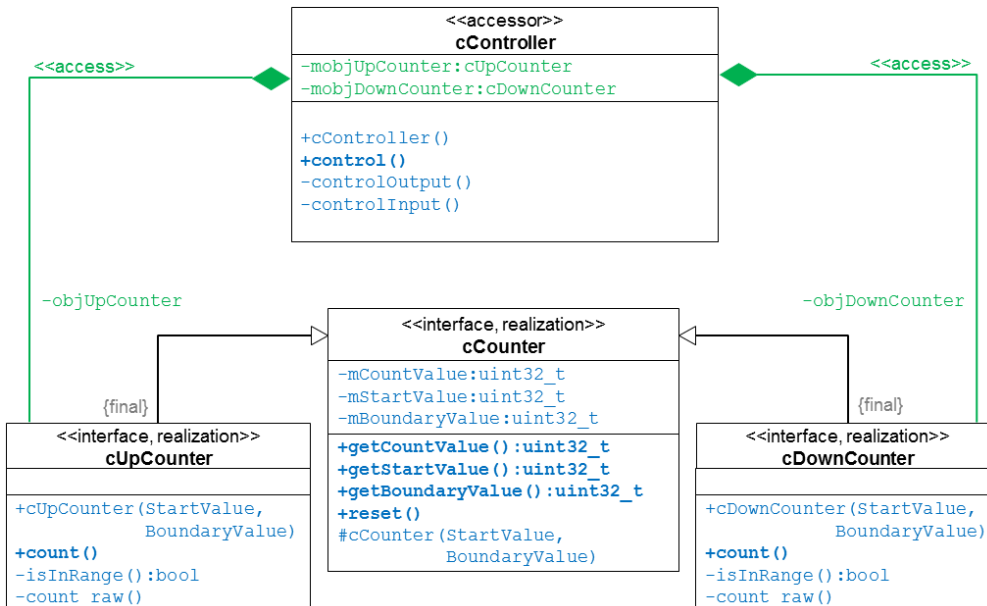 <<accessor>>
cController
-mobjUpCounter:cUpCounter
-mobjDownCounter:cDownCounter
+cController()
+control()
-controlOutput()
-controlInput()
<<access>>
<<access>>
-objUpCounter
-objDownCounter
<<interface, realization>>
cCounter
-mCountValue:uint32_t
-mStartValue:uint32_t
-mBoundaryValue:uint32_t
+getCountValue():uint32_t
+getStartValue():uint32_t
+getBoundaryValue():uint32_t
+reset()
#cCounter(StartValue,
BoundaryValue)
{final}
<<interface, realization>>
cUpCounter
+cUpCounter(StartValue,
BoundaryValue)
+count()
-isInRange():bool
-count_raw()
{final}
<<interface, realization>>
cDownCounter
+cDownCounter(StartValue,
BoundaryValue)
+count()
-isInRange():bool
-count_raw()